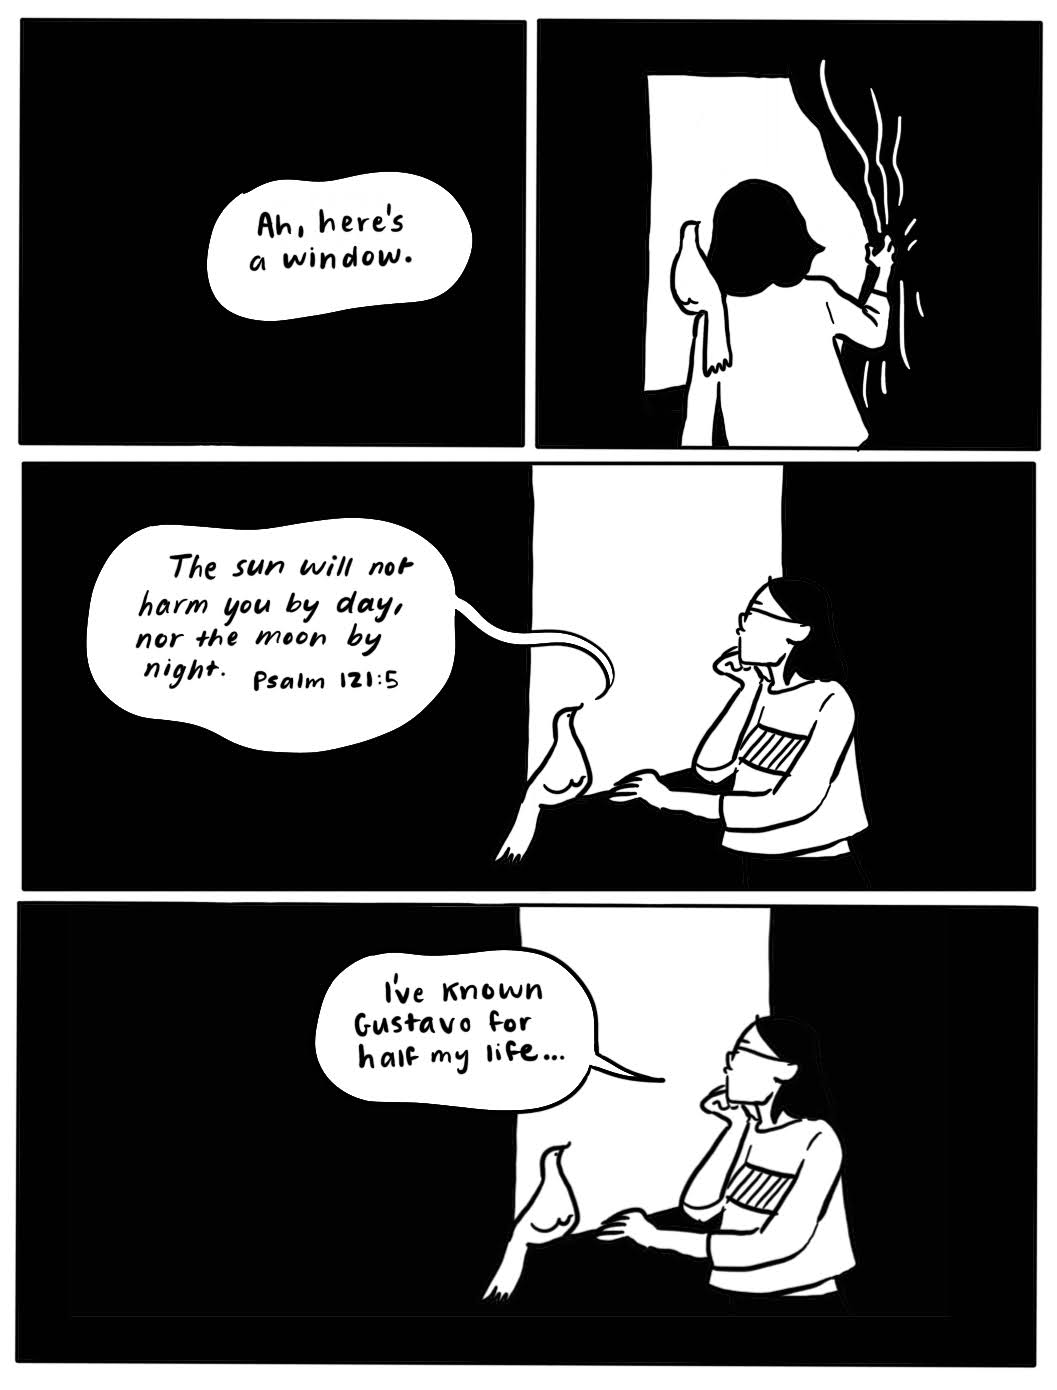 Ah, here's
a window.
The sun will not
harm you by day,
nor the moon by
night. Psalm 121:5
I've known
Gustavo for
half my life...